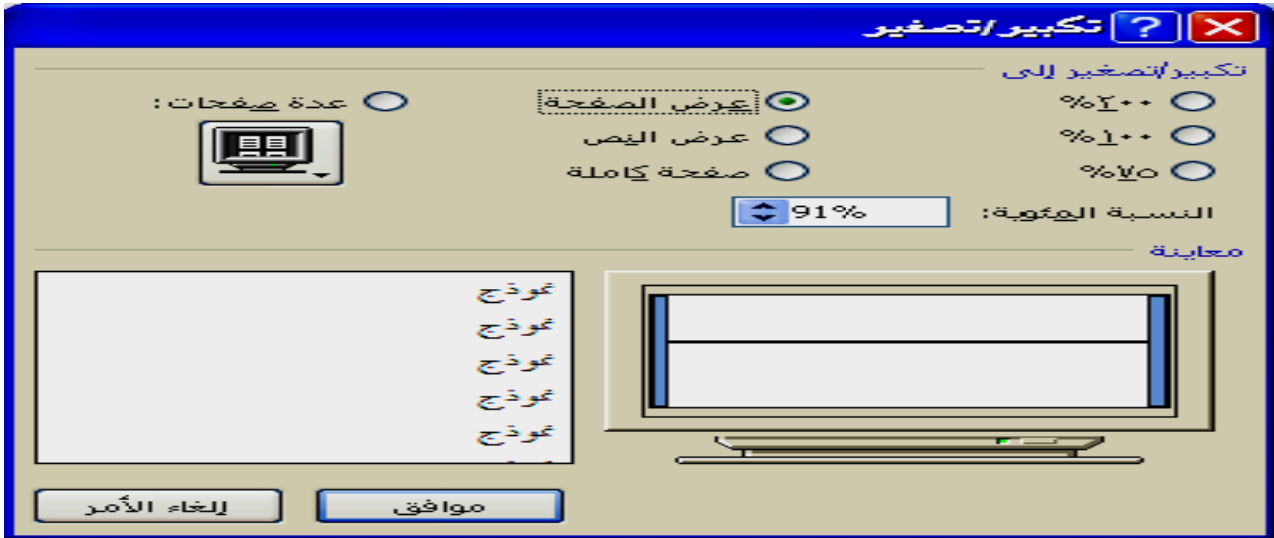 تكبير/تصغير
تكبير/تصغير إلى
٢٠٠% عرض الصفحة عدة صفحات:
١٠٠% عرض النص
٧٥% صفحة كاملة
النسبة المئوية: 91%
معاينة
نموذج
نموذج
نموذج
نموذج
نموذج
موافق إلغاء الأمر